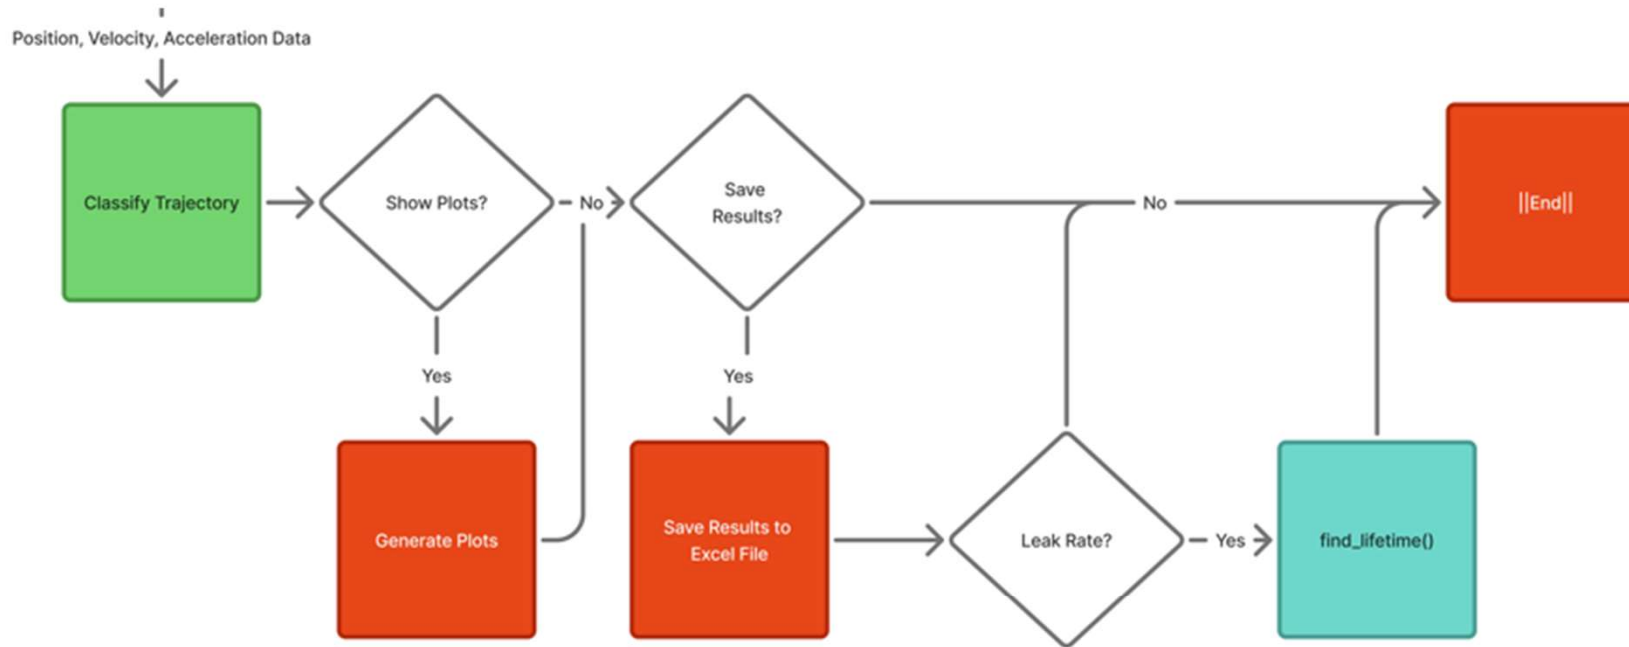 Position, Velocity, Acceleration Data
Classify Trajectory
Show Plots?
No
Save
Results?
No
||End||
Yes
Yes
Generate Plots
Save Results to
Excel File
Leak Rate?
Yes
find_lifetime()